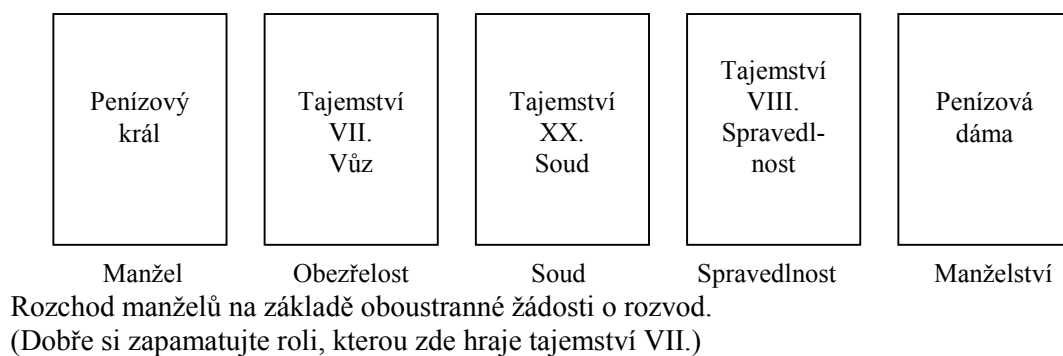 Penízový
král
Tajemství
VII.
Vůz
Tajemství
XX.
Soud
Tajemství
VIII.
Spravedl-
nost
Penízová
dáma
Manžel
Obezřelost
Soud
Spravedlnost
Manželství
Rozchod manželů na základě oboustranné žádosti o rozvod.
(Dobře si zapamatujte roli, kterou zde hraje tajemství VII.)